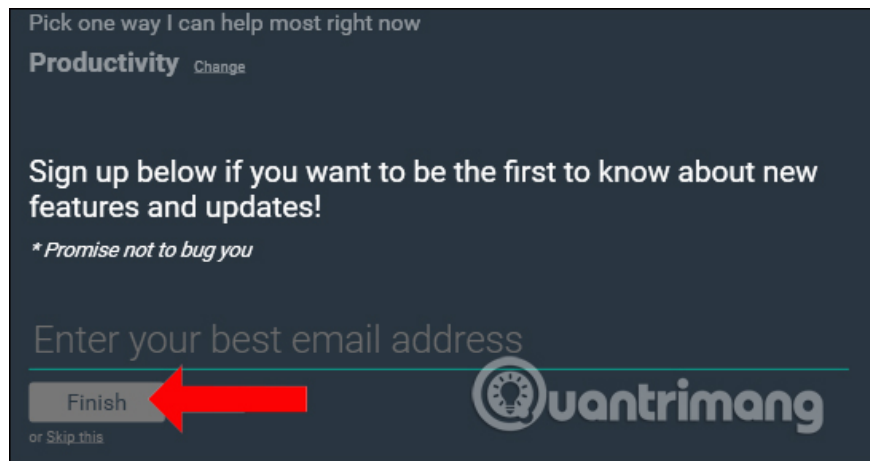 Pick one way I can help most right now
Productivity Change
Sign up below if you want to be the first to know about new
features and updates!
* Promise not to bug you
Enter your best email address
Finish
Quantrimang
or Skip this